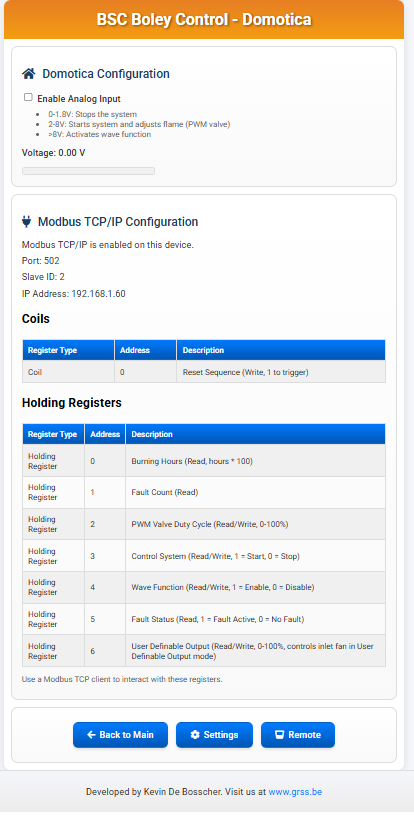 BSC Boley Control - Domotica
Domotica Configuration
Enable Analog Input
0-1.8V: Stops the system
2-8V: Starts system and adjusts flame (PWM valve)
>8V: Activates wave function
Voltage: 0.00 V
Modbus TCP/IP Configuration
Modbus TCP/IP is enabled on this device.
Port: 502
Slave ID: 2
IP Address: 192.168.1.60
Coils
Register Type Address Description
Coil 0 Reset Sequence (Write, 1 to trigger)
Holding Registers
Register Type Address Description
Holding
Register 0 Burning Hours (Read, hours * 100)
Holding
Register 1 Fault Count (Read)
Holding
Register 2 PWM Valve Duty Cycle (Read/Write, 0-100%)
Holding
Register 3 Control System (Read/Write, 1 = Start, 0 = Stop)
Holding
Register 4 Wave Function (Read/Write, 1 = Enable, 0 = Disable)
Holding
Register 5 Fault Status (Read, 1 = Fault Active, 0 = No Fault)
Holding
Register 6 User Definable Output (Read/Write, 0-100%, controls inlet fan in User
Definable Output mode)
Use a Modbus TCP client to interact with these registers.
Back to Main Settings Remote
Developed by Kevin De Bosscher. Visit us at www.grss.be